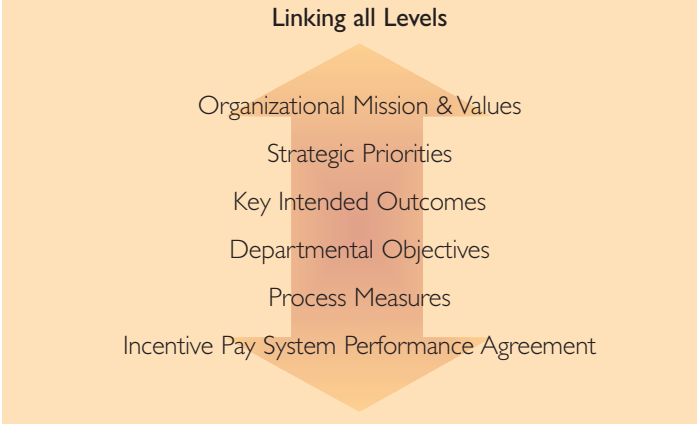 Linking all Levels
Organizational Mission & Values
Strategic Priorities
Key Intended Outcomes
Departmental Objectives
Process Measures
Incentive Pay System Performance Agreement